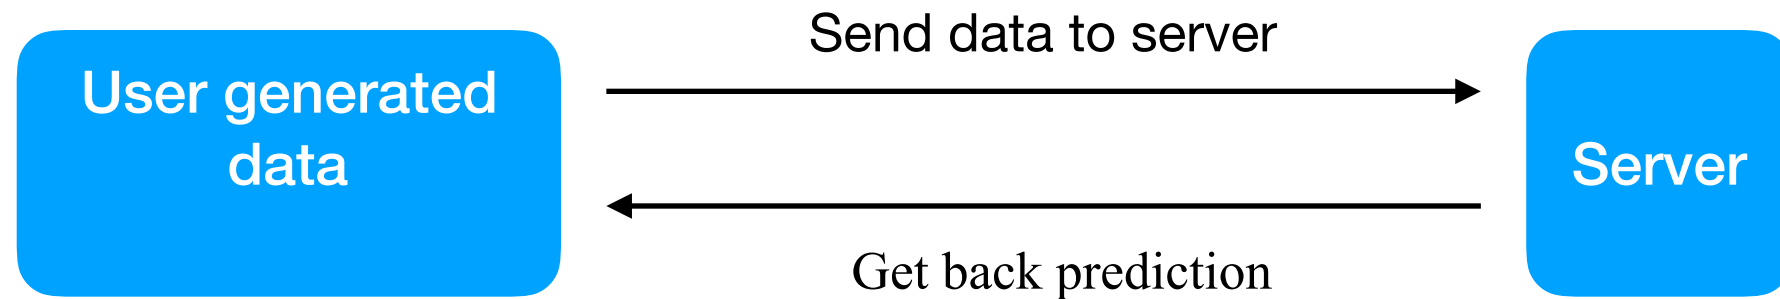 Send data to server
User generated
data
Server
Get back prediction